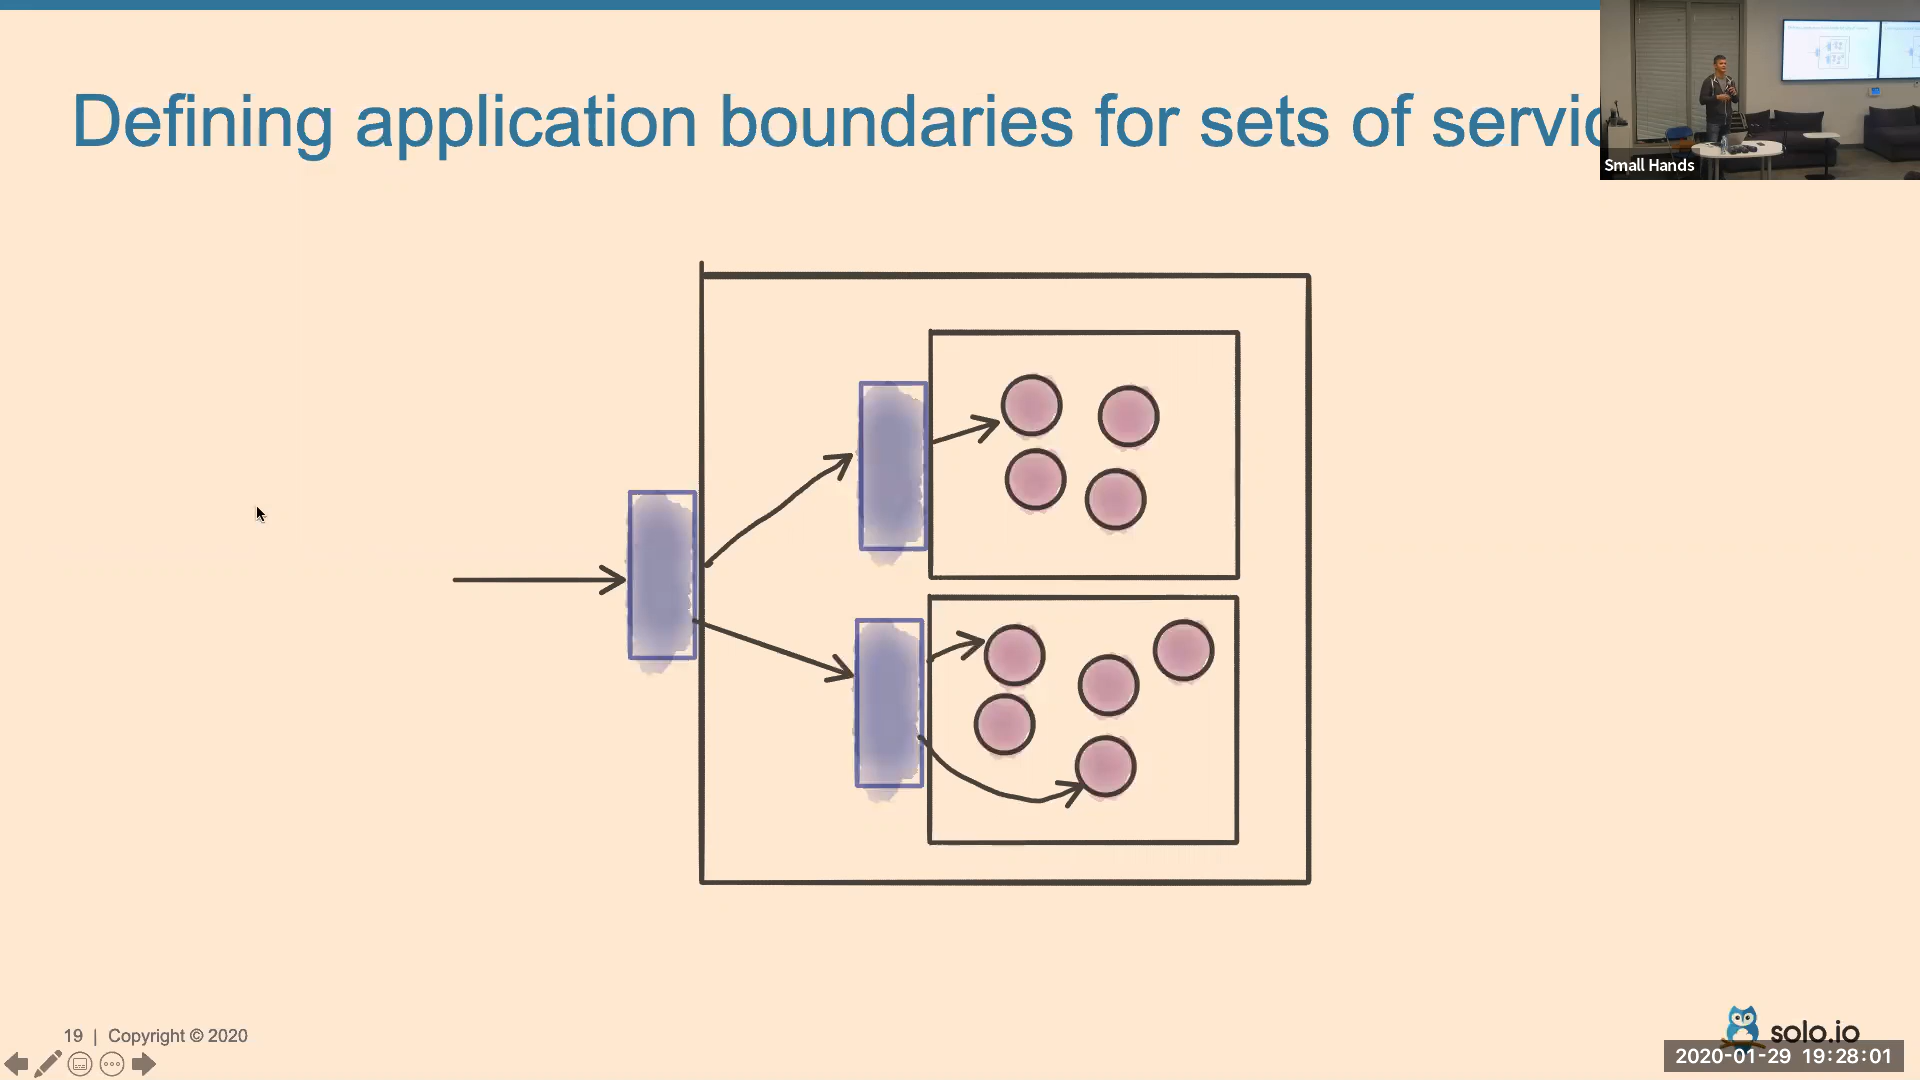 Defining application boundaries for sets of servic
Small Hands
19 | Copyright © 2020
solo.io
2020-01-29 19:28:01